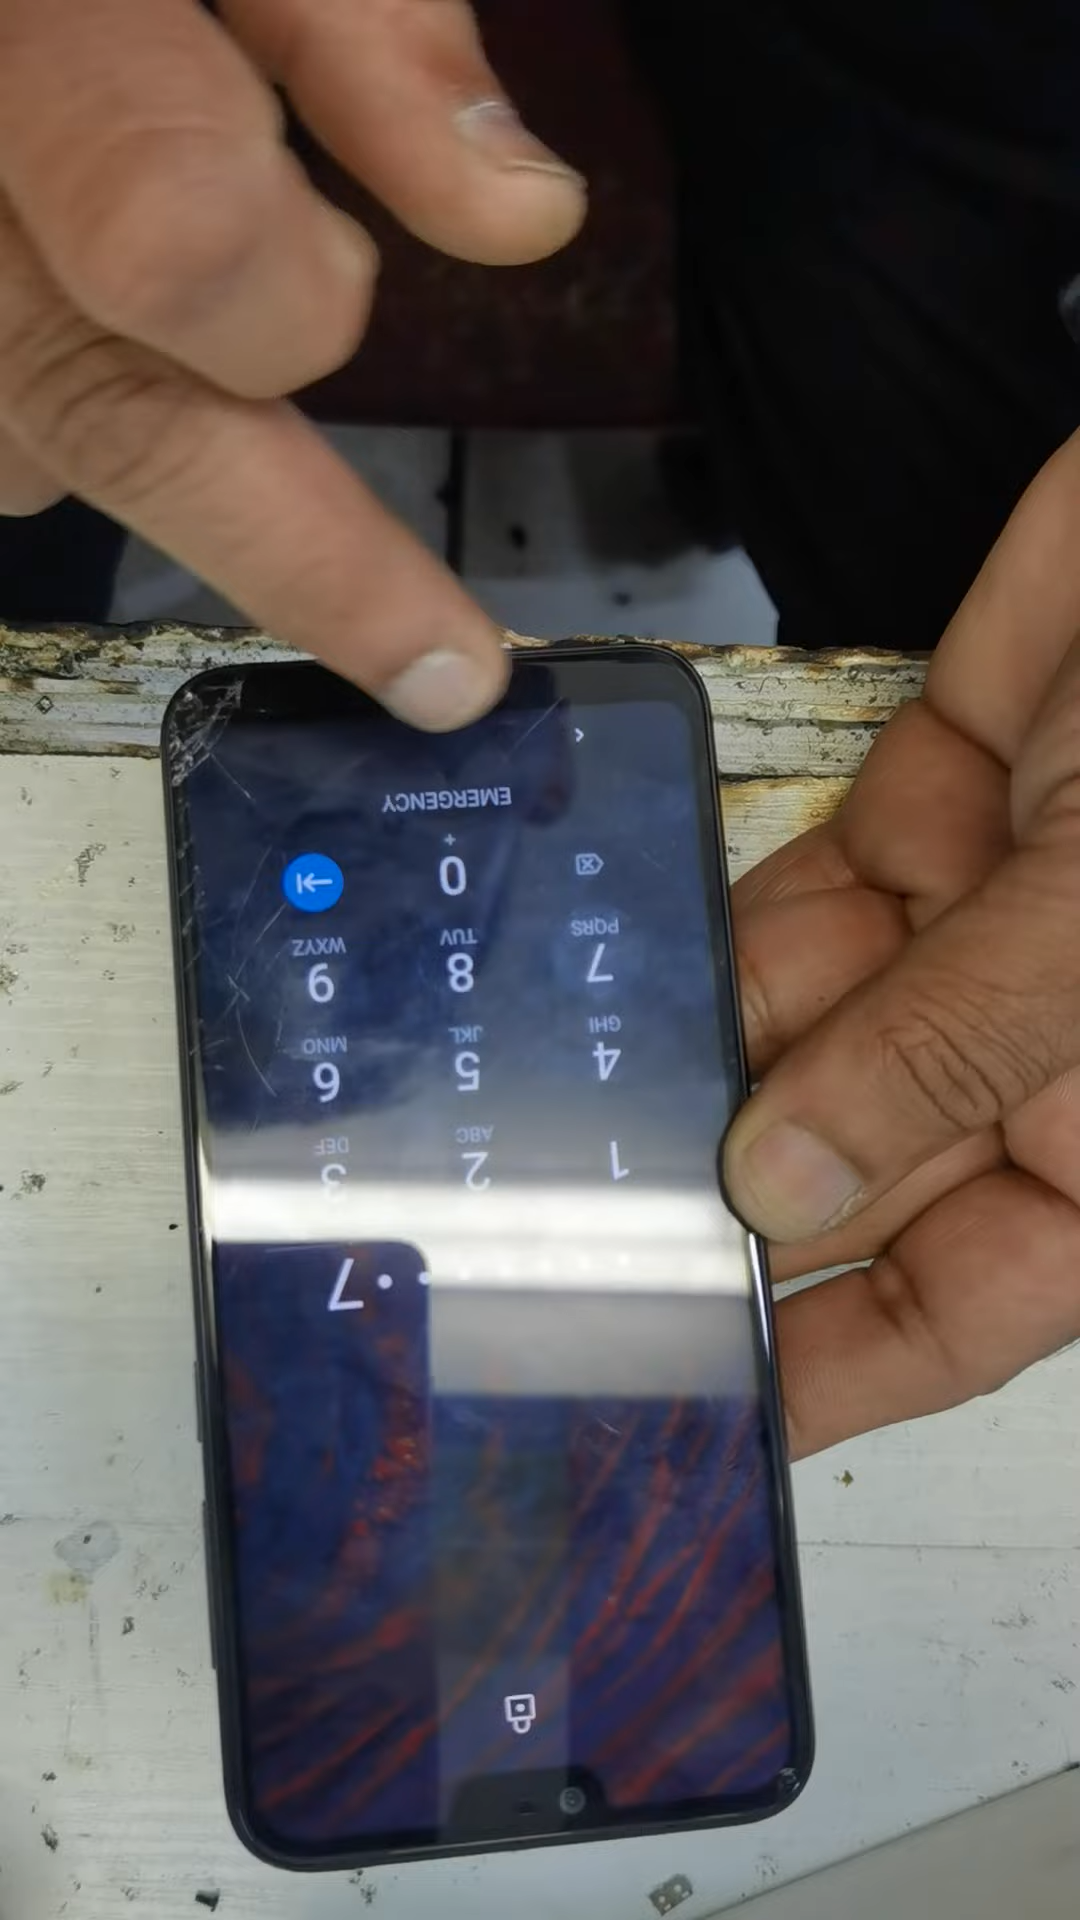 •7
1 2 ABC 3 DEF
4 GHI 5 JKL 6 MNO
7 PQRS 8 TUV 9 WXYZ
0 +
EMERGENCY